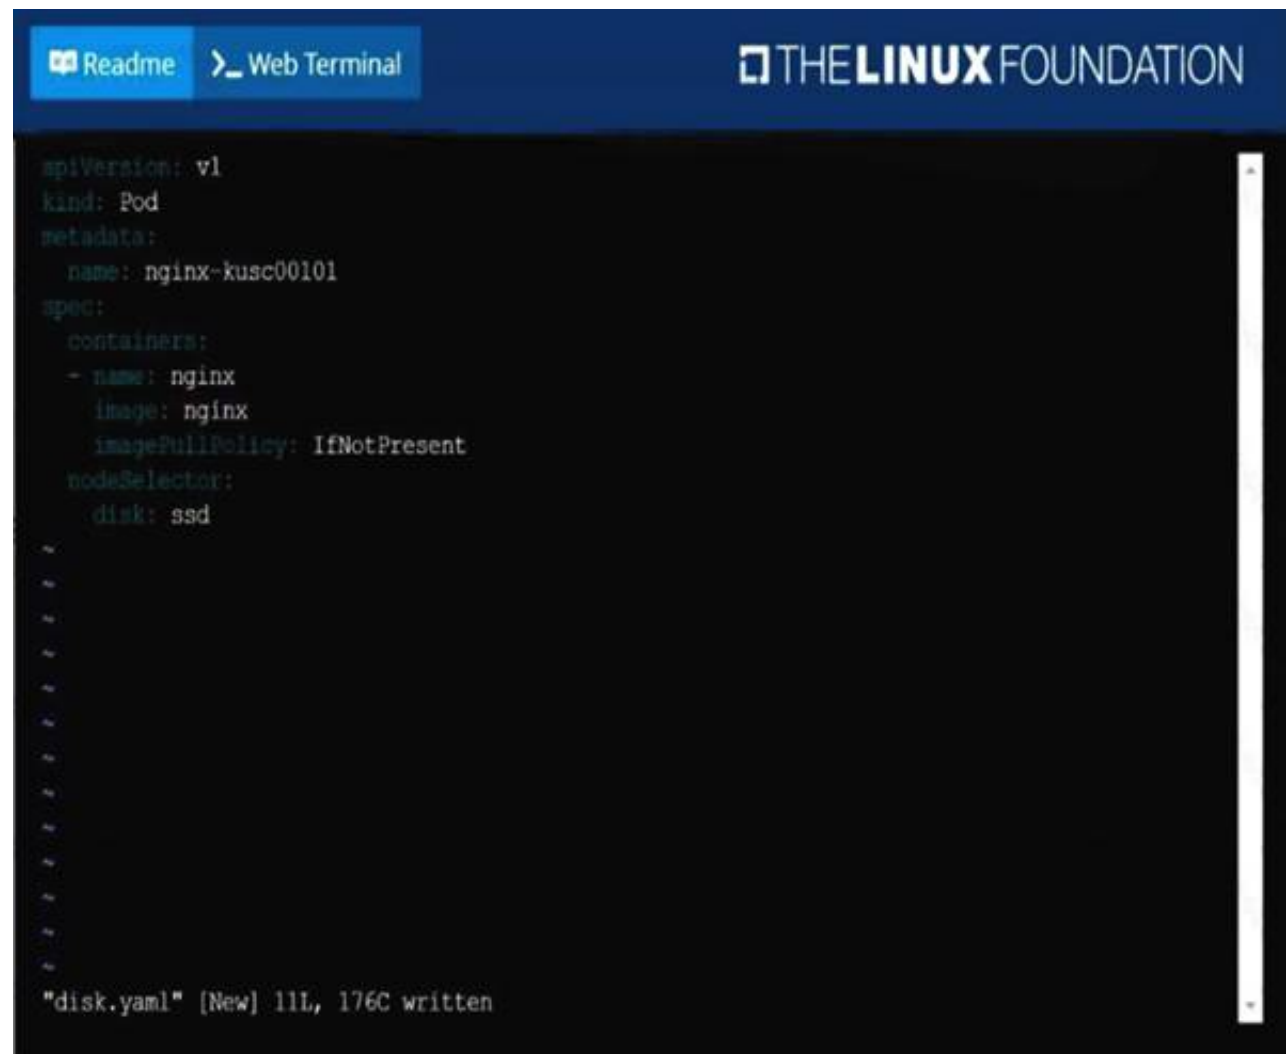 Readme >_ Web Terminal THE LINUX FOUNDATION
apiVersion: v1
kind: Pod
metadata:
  name: nginx-kusc00101
spec:
  containers:
  - name: nginx
    image: nginx
    imagePullPolicy: IfNotPresent
  nodeSelector:
    disk: ssd
~
~
~
~
~
~
~
~
~
~
~
~
~
"disk.yaml" [New] 11L, 176C written